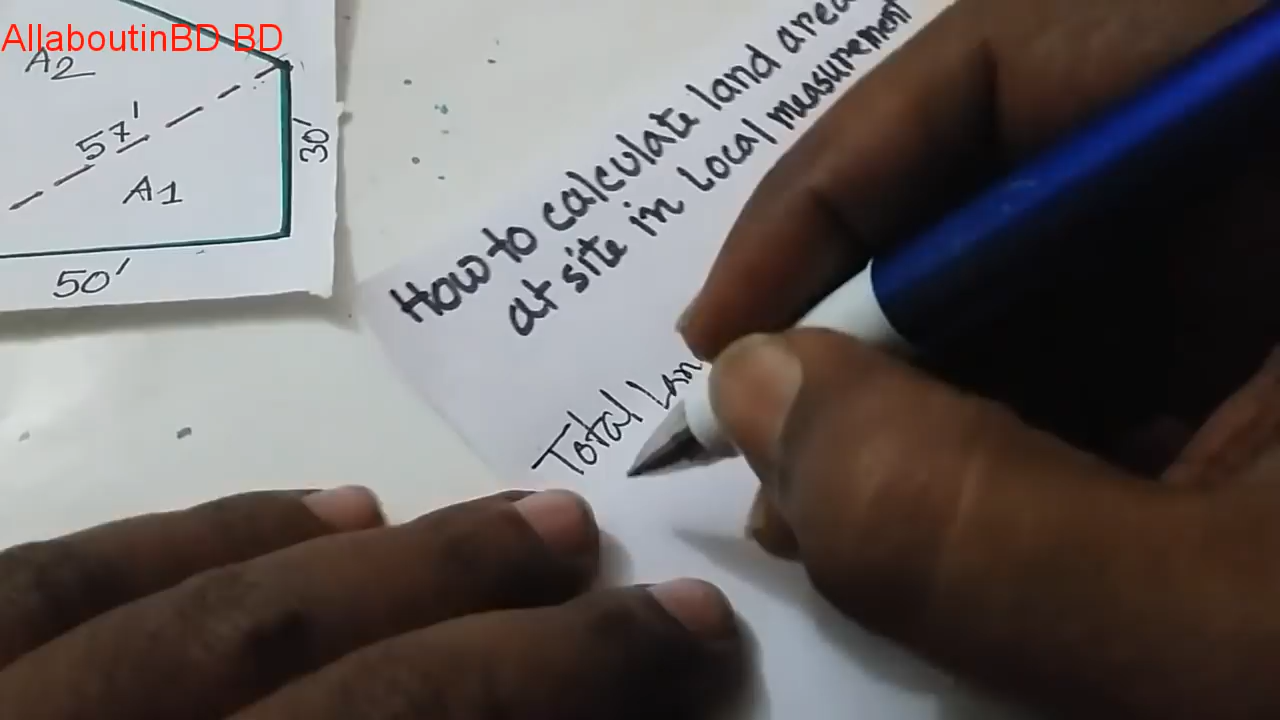 AllaboutinBD BD
A2
57'
30'
A1
50'
How to calculate land area
at site in Local measurement
Total Lan